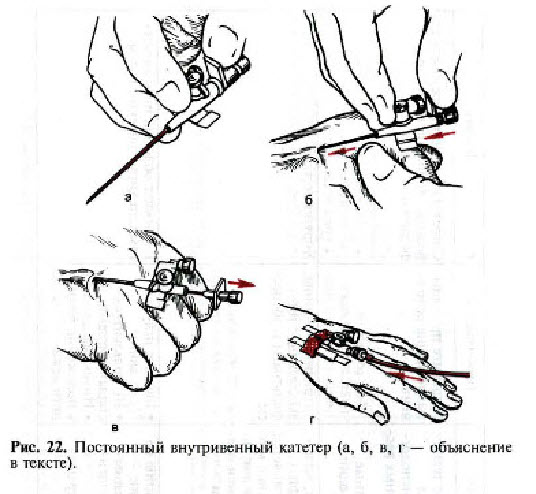 а
б
в
г
Рис. 22. Постоянный внутривенный катетер (а, б, в, г — объяснение
в тексте).